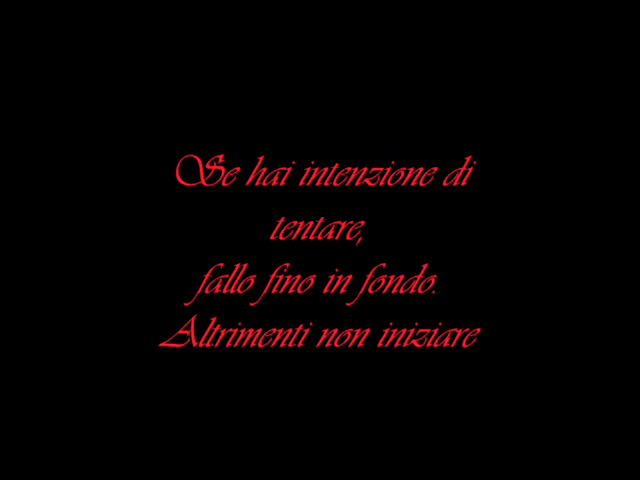 Se hai intenzione di
tentare,
fallo fino in fondo.
Altrimenti non iniziare